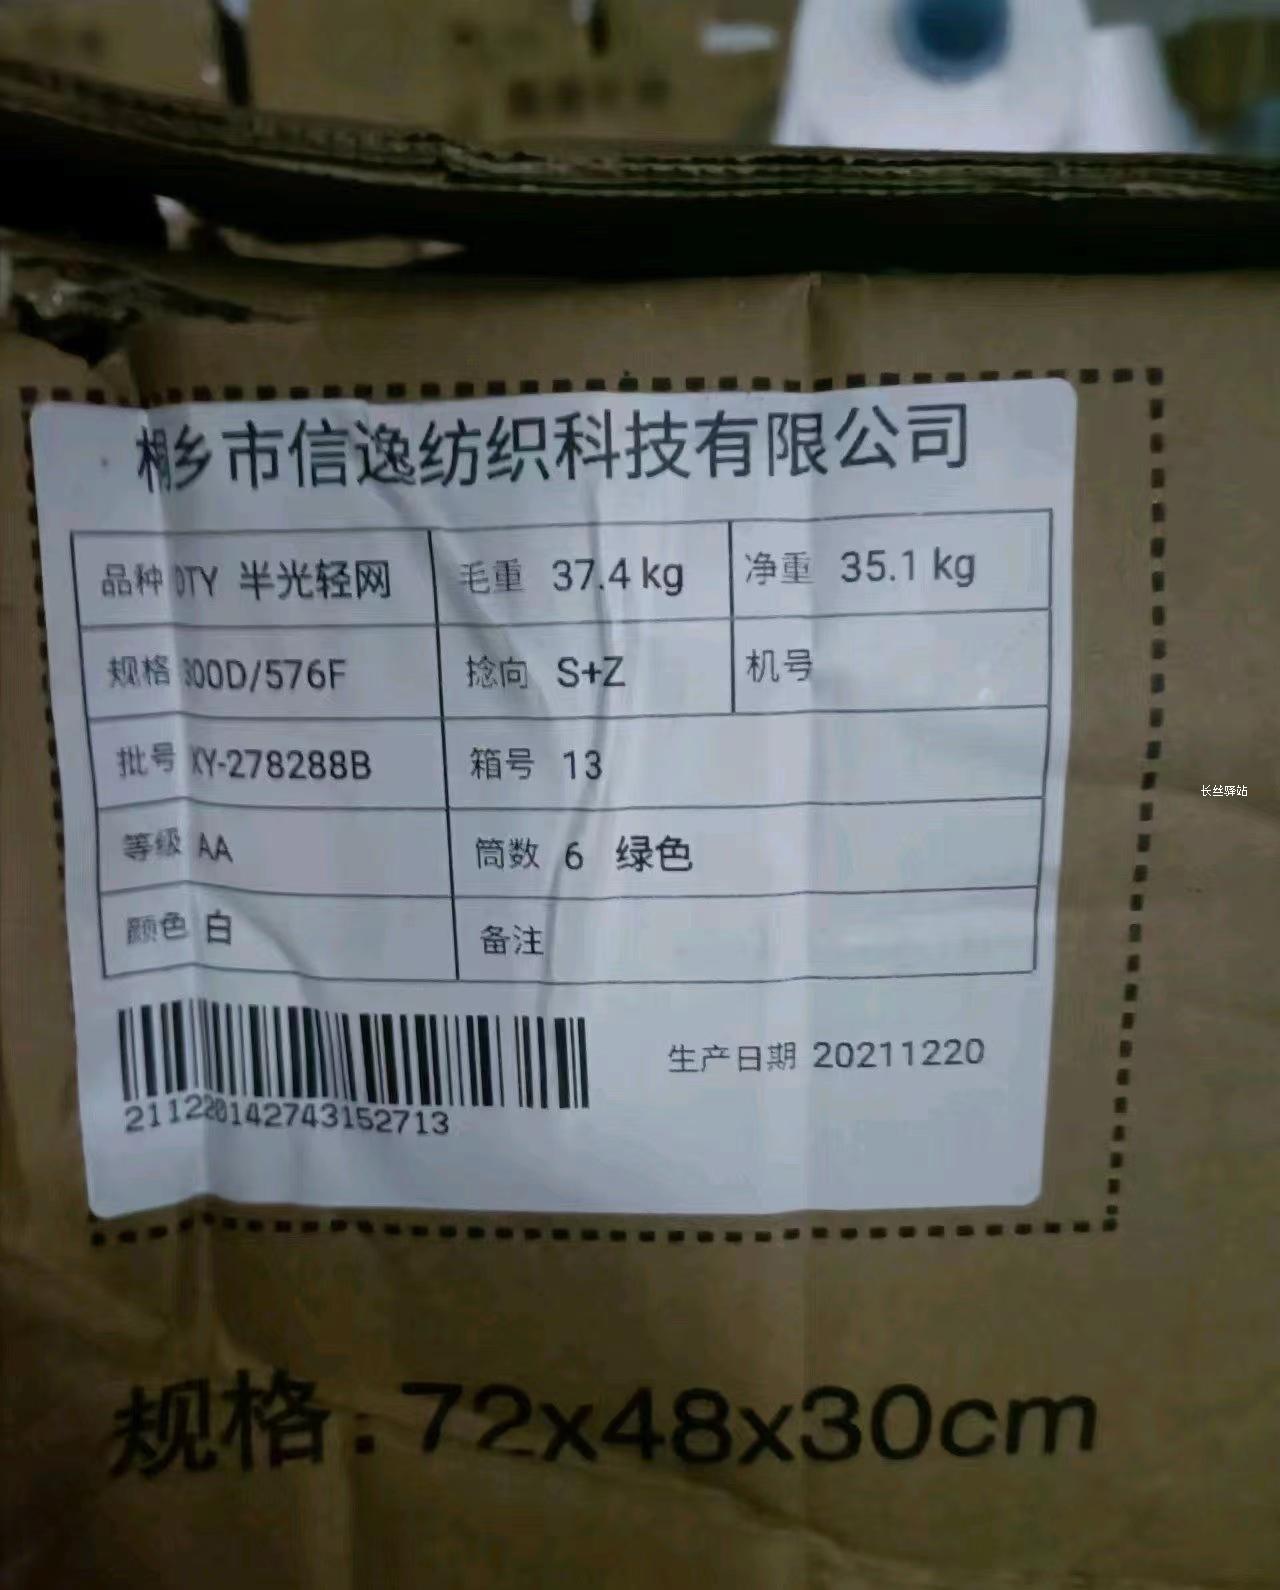 桐乡市信逸纺织科技有限公司
品种 DTY 半光轻网 毛重 37.4 kg 净重 35.1 kg
规格 300D/576F 捻向 S+Z 机号
批号 XY-278288B 箱号 13
等级 AA 筒数 6 绿色
颜色 白 备注
生产日期 20211220
211220142743152713
长丝驿站
规格:72x48x30cm